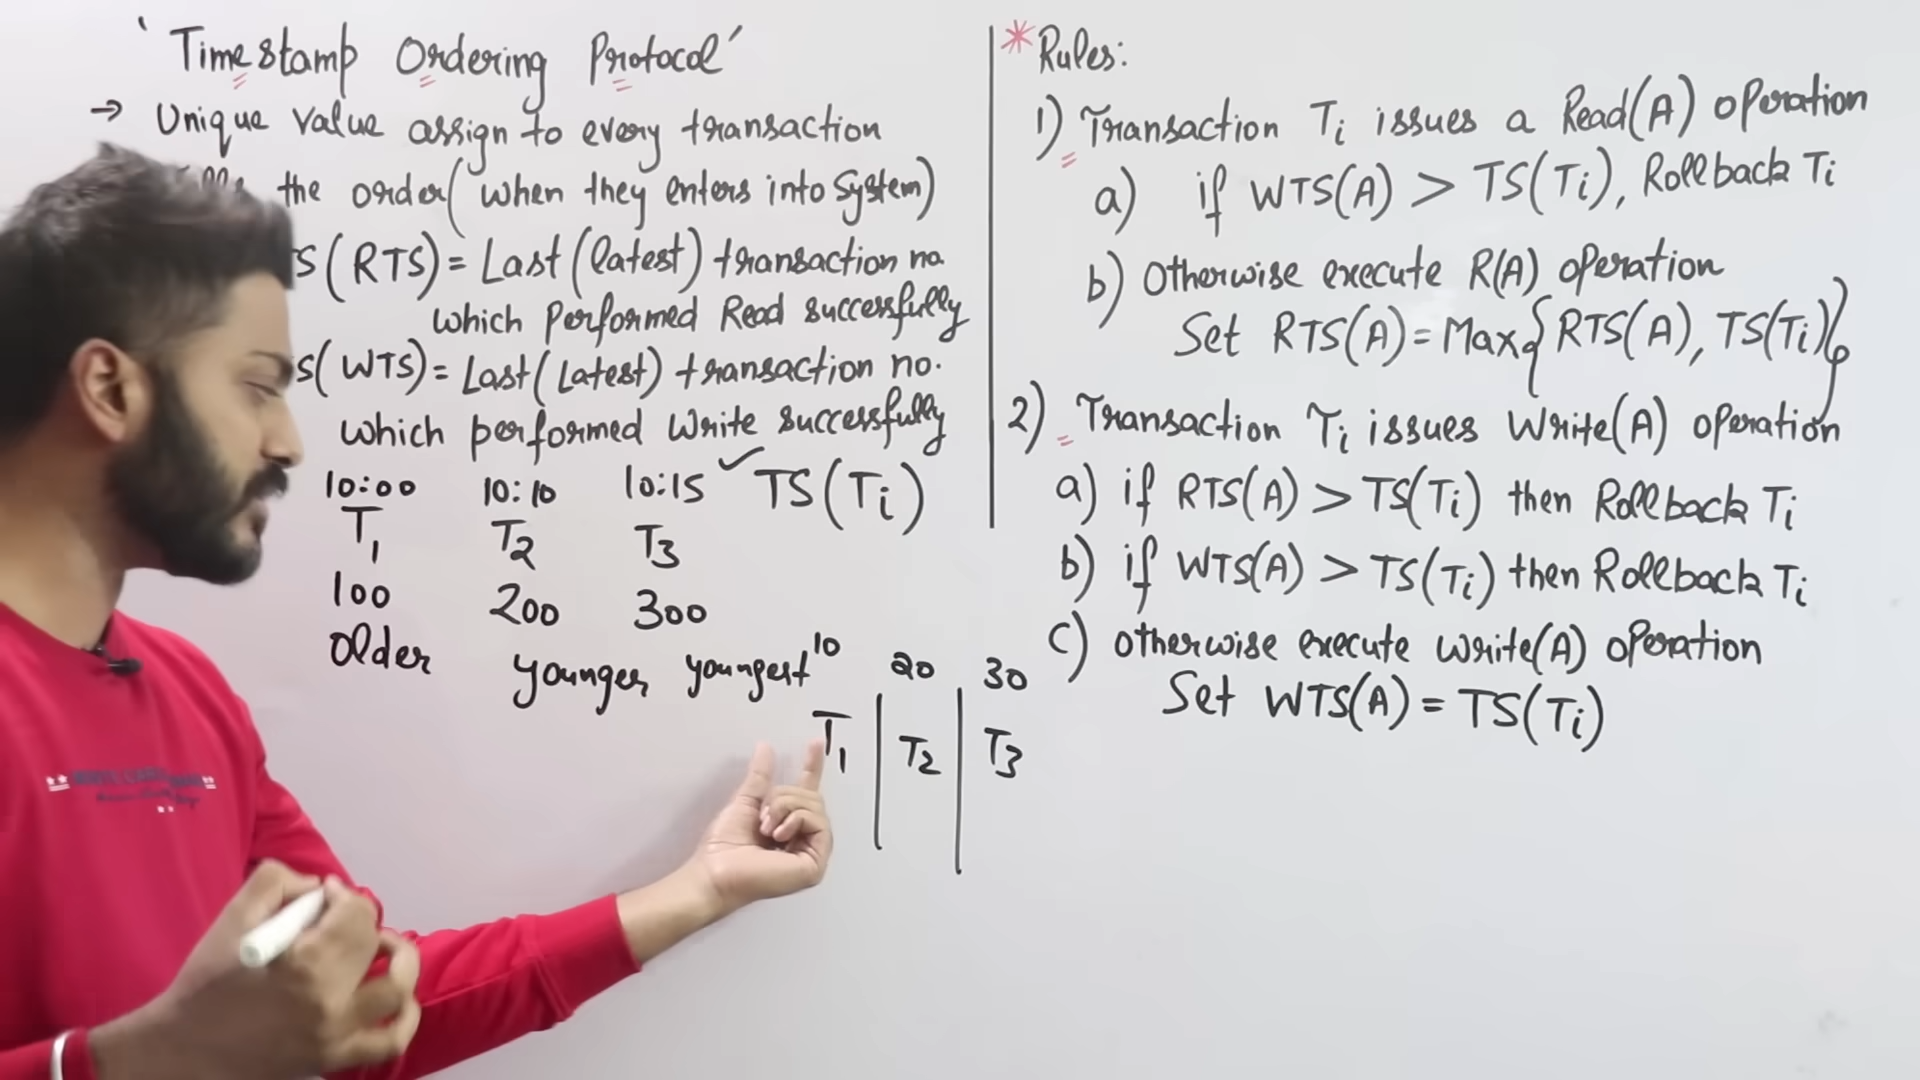 'Timestamp Ordering Protocol'
→ Unique Value assign to every transaction
the order (when they enters into System)
S(RTS) = Last (latest) transaction no.
which Performed Read successfully
S(WTS) = Last (Latest) transaction no.
which performed Write successfully
10:00 10:10 10:15 ✓ TS(Ti)
T1 T2 T3
100 200 300
Older younger youngest
10 20 30
T1 T2 T3
* Rules:
1) Transaction Ti issues a Read(A) operation
a) if WTS(A) > TS(Ti), Rollback Ti
b) Otherwise execute R(A) operation
Set RTS(A) = Max{RTS(A), TS(Ti)}
2) Transaction Ti issues Write(A) operation
a) if RTS(A) > TS(Ti) then Rollback Ti
b) if WTS(A) > TS(Ti) then Rollback Ti
c) otherwise execute Write(A) operation
Set WTS(A) = TS(Ti)